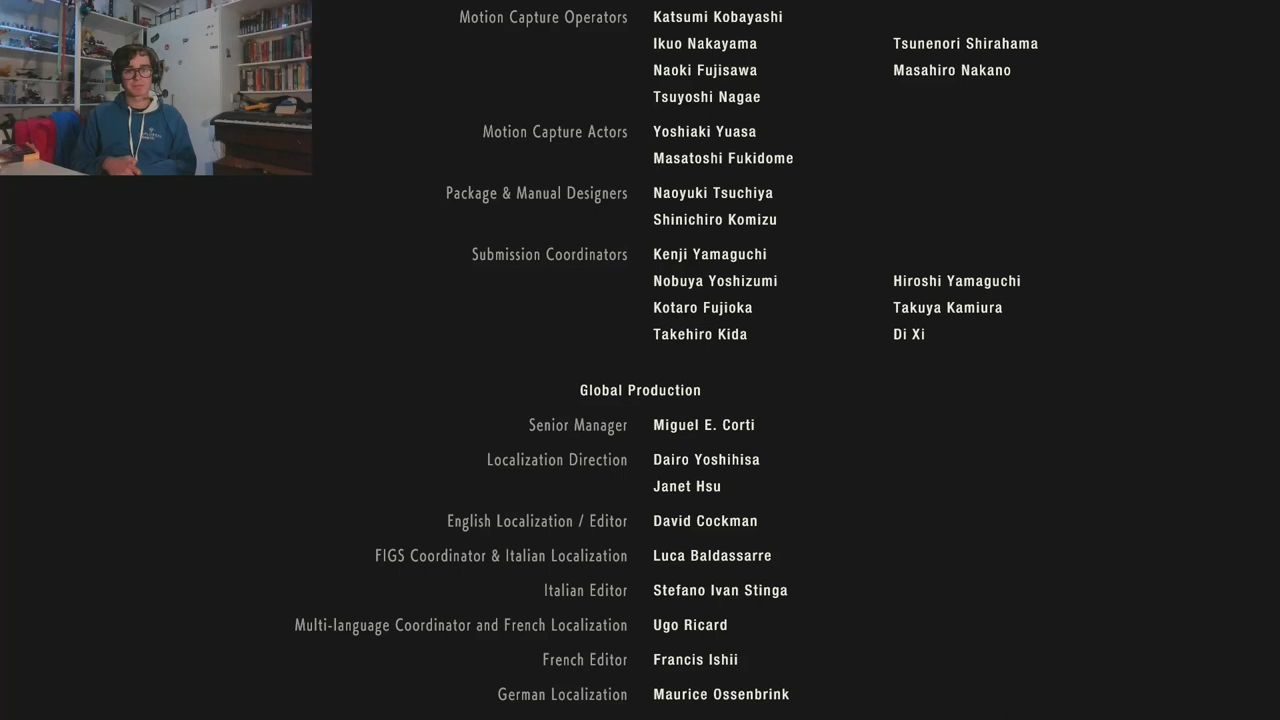 Motion Capture Operators Katsumi Kobayashi
Ikuo Nakayama Tsunenori Shirahama
Naoki Fujisawa Masahiro Nakano
Tsuyoshi Nagae
Motion Capture Actors Yoshiaki Yuasa
Masatoshi Fukidome
Package & Manual Designers Naoyuki Tsuchiya
Shinichiro Komizu
Submission Coordinators Kenji Yamaguchi
Nobuya Yoshizumi Hiroshi Yamaguchi
Kotaro Fujioka Takuya Kamiura
Takehiro Kida Di Xi
Global Production
Senior Manager Miguel E. Corti
Localization Direction Dairo Yoshihisa
Janet Hsu
English Localization / Editor David Cockman
FIGS Coordinator & Italian Localization Luca Baldassarre
Italian Editor Stefano Ivan Stinga
Multi-language Coordinator and French Localization Ugo Ricard
French Editor Francis Ishii
German Localization Maurice Ossenbrink